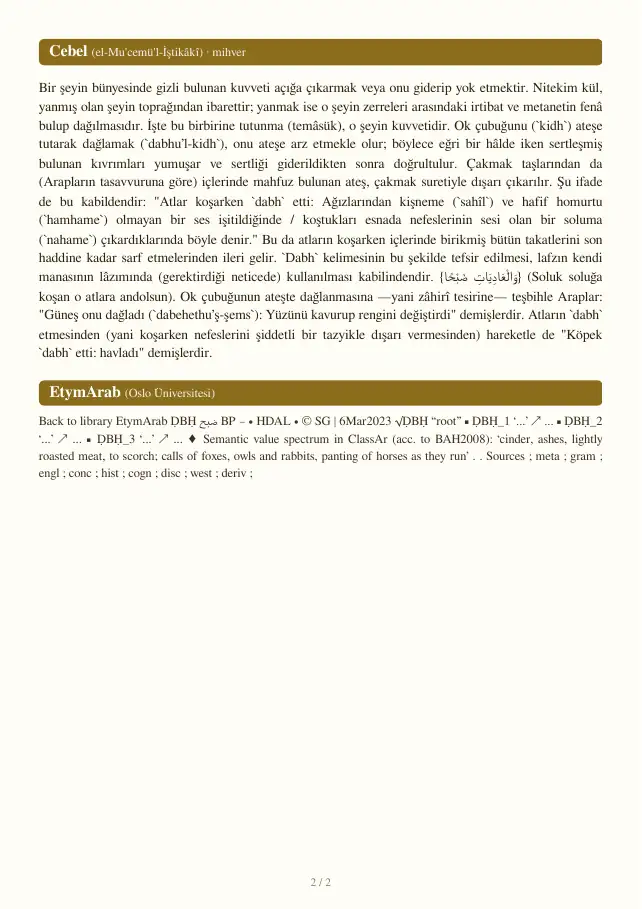 Cebel (el-Mu'cemü'l-İştikâkî) · mihver
Bir şeyin bünyesinde gizli bulunan kuvveti açığa çıkarmak veya onu giderip yok etmektir. Nitekim kül,
yanmış olan şeyin toprağından ibarettir; yanmak ise o şeyin zerreleri arasındaki irtibat ve metanetin fenâ
bulup dağılmasıdır. İşte bu birbirine tutunma (temâsük), o şeyin kuvvetidir. Ok çubuğunu (`kidh`) ateşe
tutarak dağlamak (`dabhu'l-kidh`), onu ateşe arz etmekle olur; böylece eğri bir hâlde iken sertleşmiş
bulunan kıvrımları yumuşar ve sertliği giderildikten sonra doğrultulur. Çakmak taşlarından da
(Arapların tasavvuruna göre) içlerinde mahfuz bulunan ateş, çakmak suretiyle dışarı çıkarılır. Şu ifade
de bu kabildendir: "Atlar koşarken `dabh` etti: Ağızlarından kişneme (`sahîl`) ve hafif homurtu
(`hamhame`) olmayan bir ses işitildiğinde / koştukları esnada nefeslerinin sesi olan bir soluma
(`nahame`) çıkardıklarında böyle denir." Bu da atların koşarken içlerinde birikmiş bütün takatlerini son
haddine kadar sarf etmelerinden ileri gelir. `Dabh` kelimesinin bu şekilde tefsir edilmesi, lafzın kendi
manasının lâzımında (gerektirdiği neticede) kullanılması kabilindendir. {وَالْعَادِيَاتِ ضَبْحًا} (Soluk soluğa
koşan o atlara andolsun). Ok çubuğunun ateşte dağlanmasına —yani zâhirî tesirine— teşbihle Araplar:
"Güneş onu dağladı (`dabehethu'ş-şems`): Yüzünü kavurup rengini değiştirdi" demişlerdir. Atların `dabh`
etmesinden (yani koşarken nefeslerini şiddetli bir tazyikle dışarı vermesinden) hareketle de "Köpek
`dabh` etti: havladı" demişlerdir.
EtymArab (Oslo Üniversitesi)
Back to library EtymArab ḌBḤ ضبح BP – • HDAL • © SG | 6Mar2023 √ḌBḤ “root” ▪ ḌBḤ_1 ‘...’ ↗ ... ▪ ḌBḤ_2
‘...’ ↗ ... ▪ ḌBḤ_3 ‘...’ ↗ ... ♦ Semantic value spectrum in ClassAr (acc. to BAH2008): ‘cinder, ashes, lightly
roasted meat, to scorch; calls of foxes, owls and rabbits, panting of horses as they run’ . . Sources ; meta ; gram ;
engl ; conc ; hist ; cogn ; disc ; west ; deriv ;
2 / 2